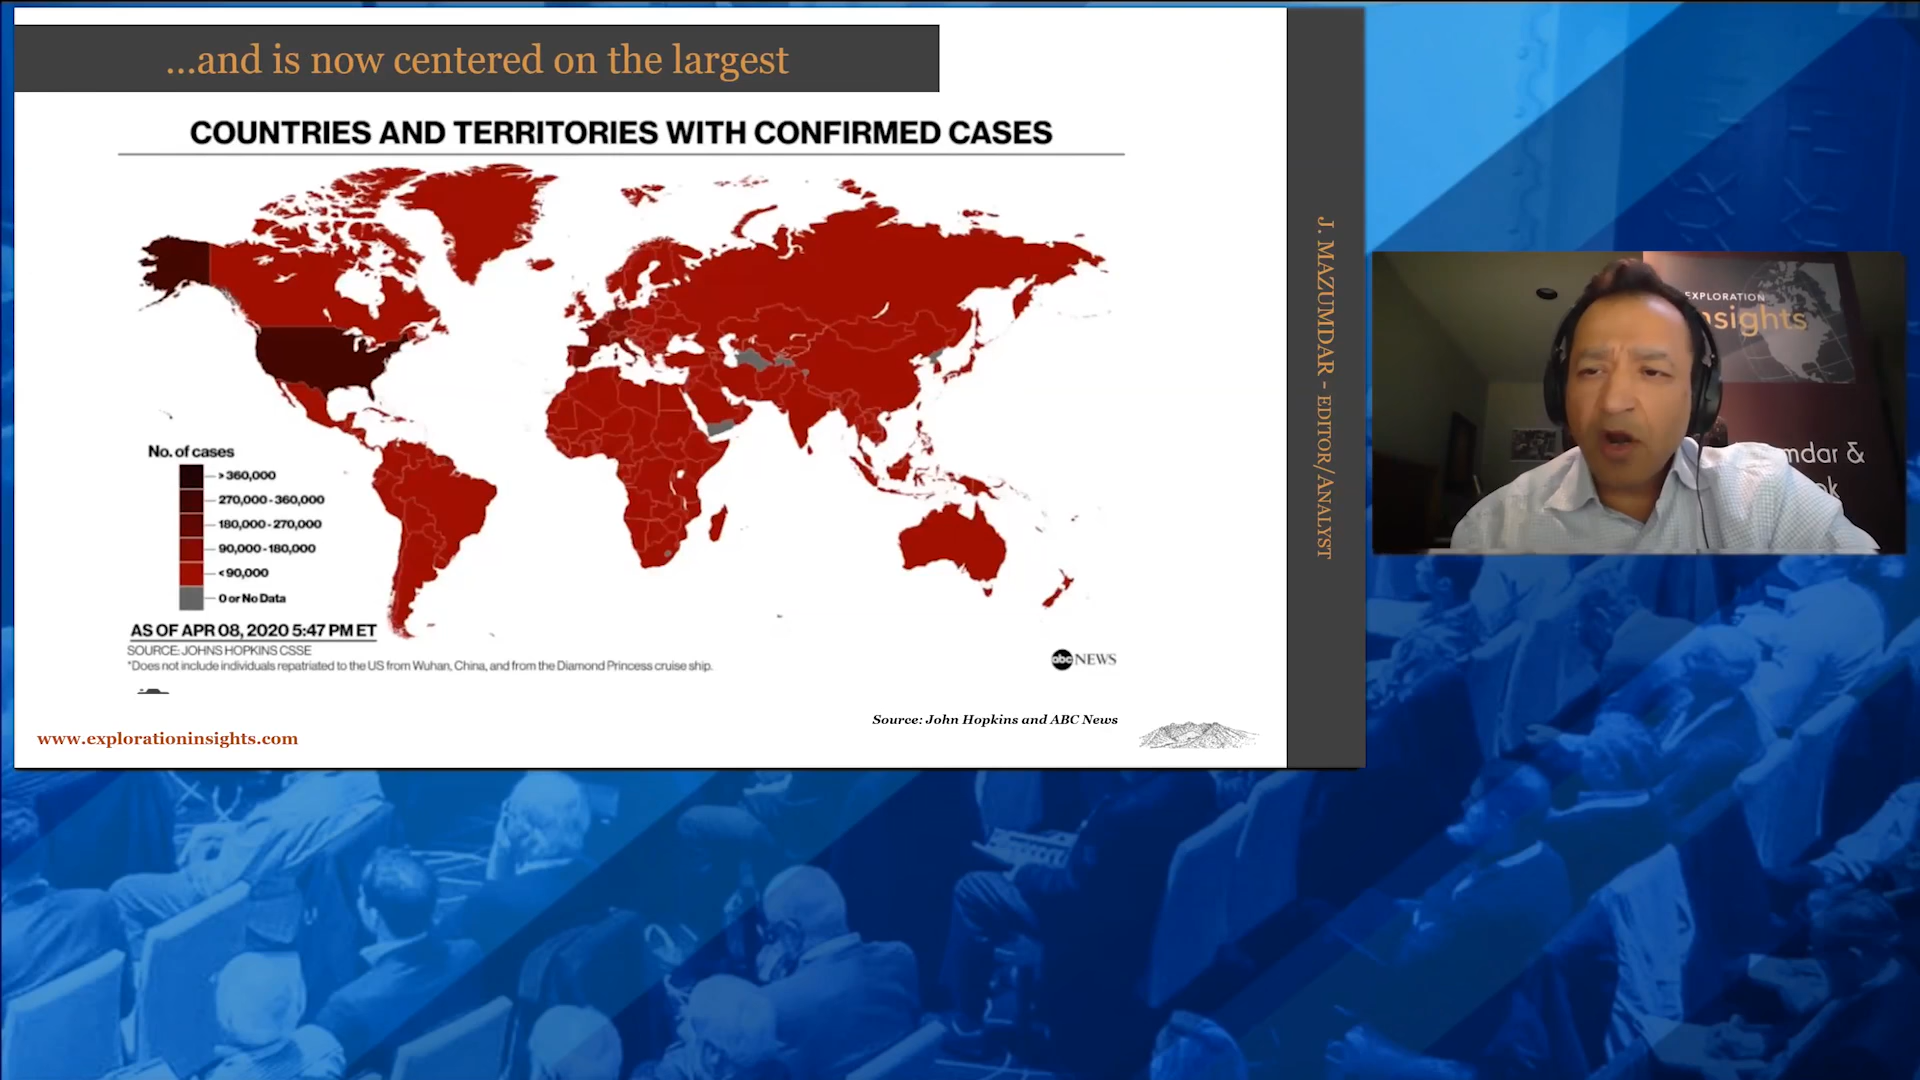 ...and is now centered on the largest
COUNTRIES AND TERRITORIES WITH CONFIRMED CASES
No. of cases
>360,000
270,000-360,000
180,000-270,000
90,000-180,000
<90,000
0 or No Data
AS OF APR 08, 2020 5:47 PM ET
SOURCE: JOHNS HOPKINS CSSE
*Does not include individuals repatriated to the US from Wuhan, China, and from the Diamond Princess cruise ship.
abc NEWS
Source: John Hopkins and ABC News
www.explorationinsights.com
J. MAZUMDAR - EDITOR/ANALYST
EXPLORATION
nsights
mdar &
ok